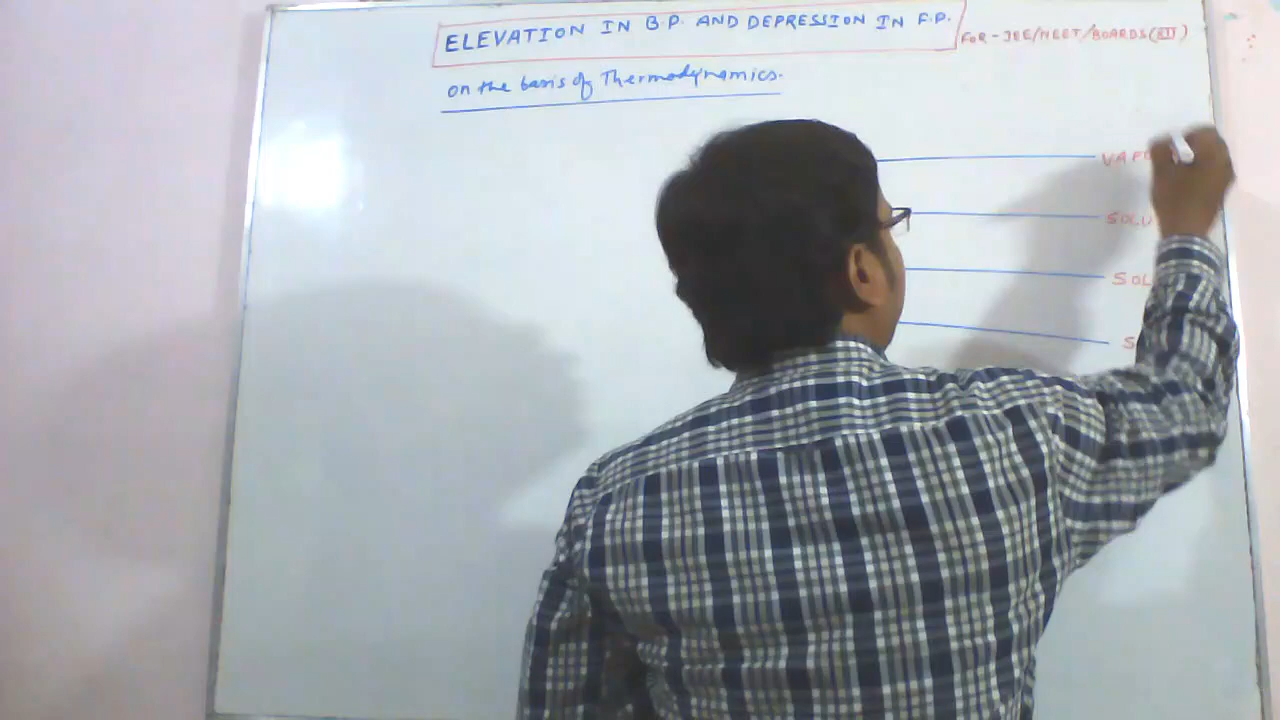 ELEVATION IN B.P. AND DEPRESSION IN F.P.
FOR - JEE/NEET/BOARDS(XII)
on the basis of Thermodynamics.